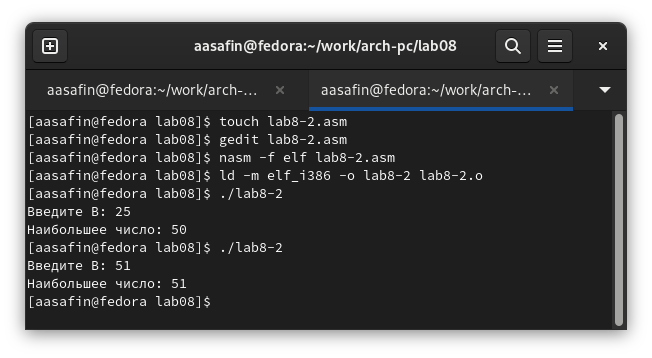 aasafin@fedora:~/work/arch-pc/lab08
aasafin@fedora:~/work/arch-... aasafin@fedora:~/work/arch-...
[aasafin@fedora lab08]$ touch lab8-2.asm
[aasafin@fedora lab08]$ gedit lab8-2.asm
[aasafin@fedora lab08]$ nasm -f elf lab8-2.asm
[aasafin@fedora lab08]$ ld -m elf_i386 -o lab8-2 lab8-2.o
[aasafin@fedora lab08]$ ./lab8-2
Введите В: 25
Наибольшее число: 50
[aasafin@fedora lab08]$ ./lab8-2
Введите В: 51
Наибольшее число: 51
[aasafin@fedora lab08]$